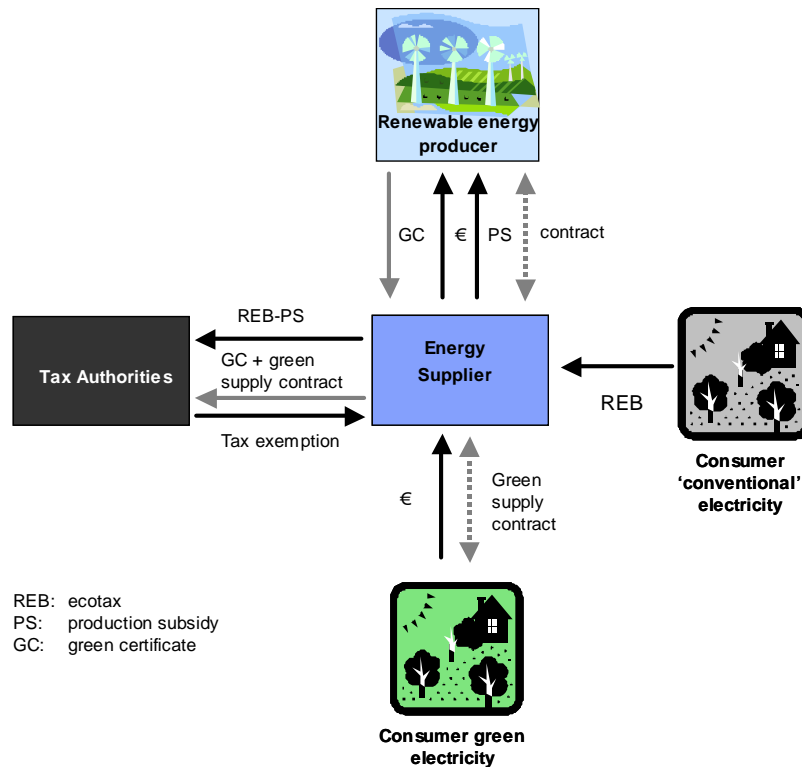 Renewable energy
producer
GC
€
PS
contract
REB-PS
GC + green
supply contract
Tax exemption
Tax Authorities
Energy
Supplier
REB
Consumer
‘conventional’
electricity
€
Green
supply
contract
REB: ecotax
PS: production subsidy
GC: green certificate
Consumer green
electricity